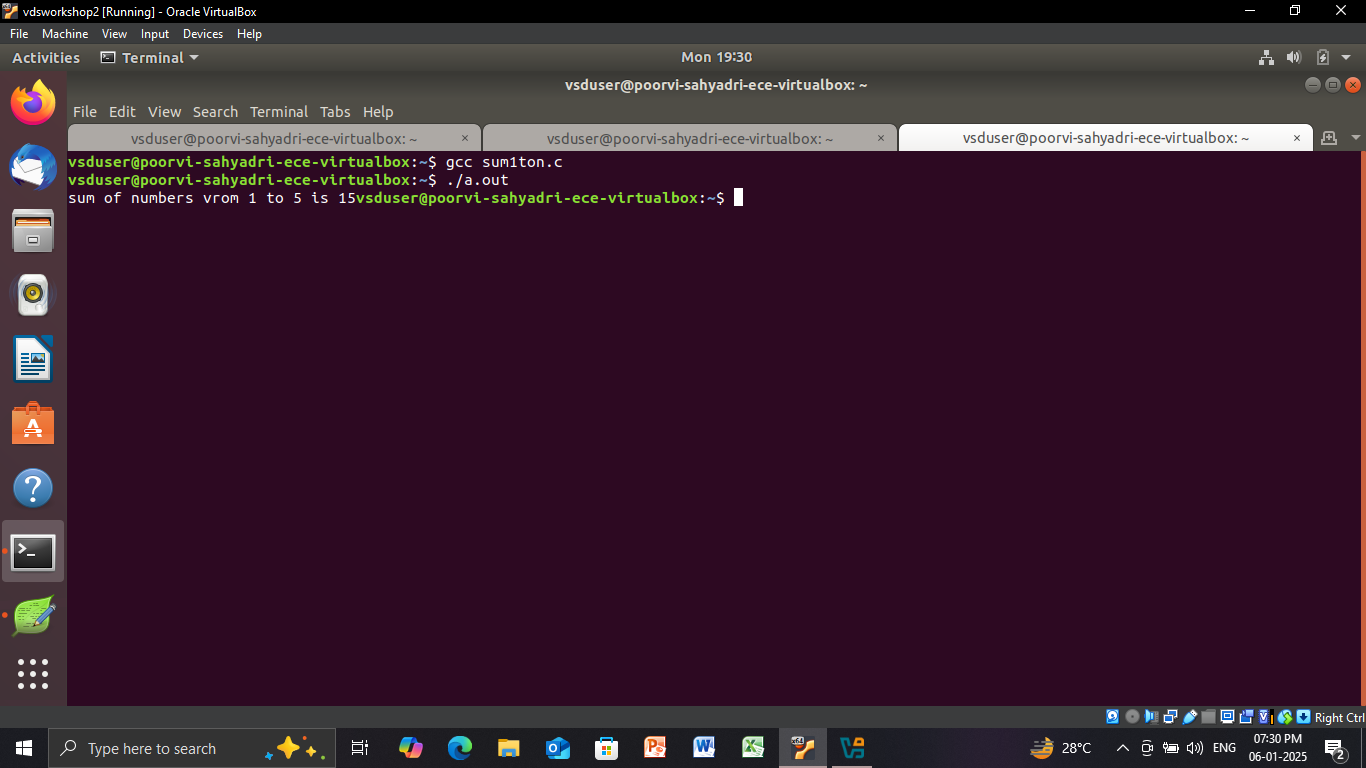 vdsworkshop2 [Running] - Oracle VirtualBox
File Machine View Input Devices Help
Activities Terminal Mon 19:30
vsduser@poorvi-sahyadri-ece-virtualbox: ~
File Edit View Search Terminal Tabs Help
vsduser@poorvi-sahyadri-ece-virtualbox: ~ × vsduser@poorvi-sahyadri-ece-virtualbox: ~ × vsduser@poorvi-sahyadri-ece-virtualbox: ~ ×
vsduser@poorvi-sahyadri-ece-virtualbox:~$ gcc sum1ton.c
vsduser@poorvi-sahyadri-ece-virtualbox:~$ ./a.out
sum of numbers vrom 1 to 5 is 15vsduser@poorvi-sahyadri-ece-virtualbox:~$
Right Ctrl
Type here to search 28°C ENG 07:30 PM
06-01-2025 2